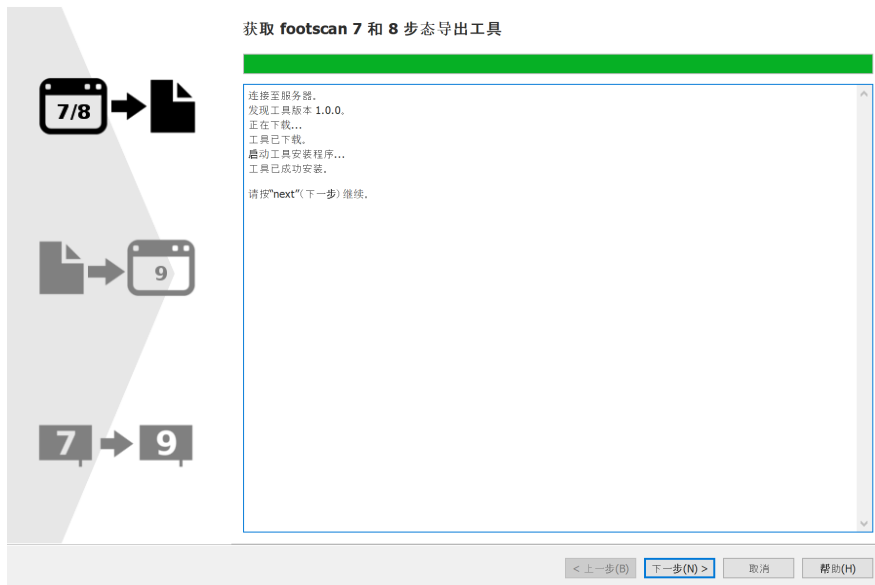 获取 footscan 7 和 8 步态导出工具
7/8
连接至服务器。
发现工具版本 1.0.0。
正在下载...
工具已下载。
启动工具安装程序...
工具已成功安装。
请按“next”(下一步) 继续。
9
7
9
< 上一步(B)
下一步(N) >
取消
帮助(H)